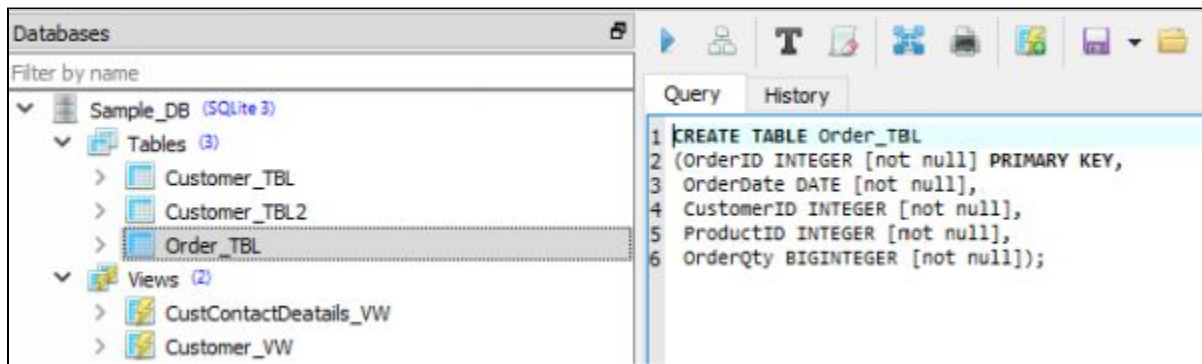 Databases
Filter by name
Sample_DB (SQLite 3)
Tables (3)
Customer_TBL
Customer_TBL2
Order_TBL
Views (2)
CustContactDeatails_VW
Customer_VW
T
Query History
1 CREATE TABLE Order_TBL
2 (OrderID INTEGER [not null] PRIMARY KEY,
3 OrderDate DATE [not null],
4 CustomerID INTEGER [not null],
5 ProductID INTEGER [not null],
6 OrderQty BIGINTEGER [not null]);